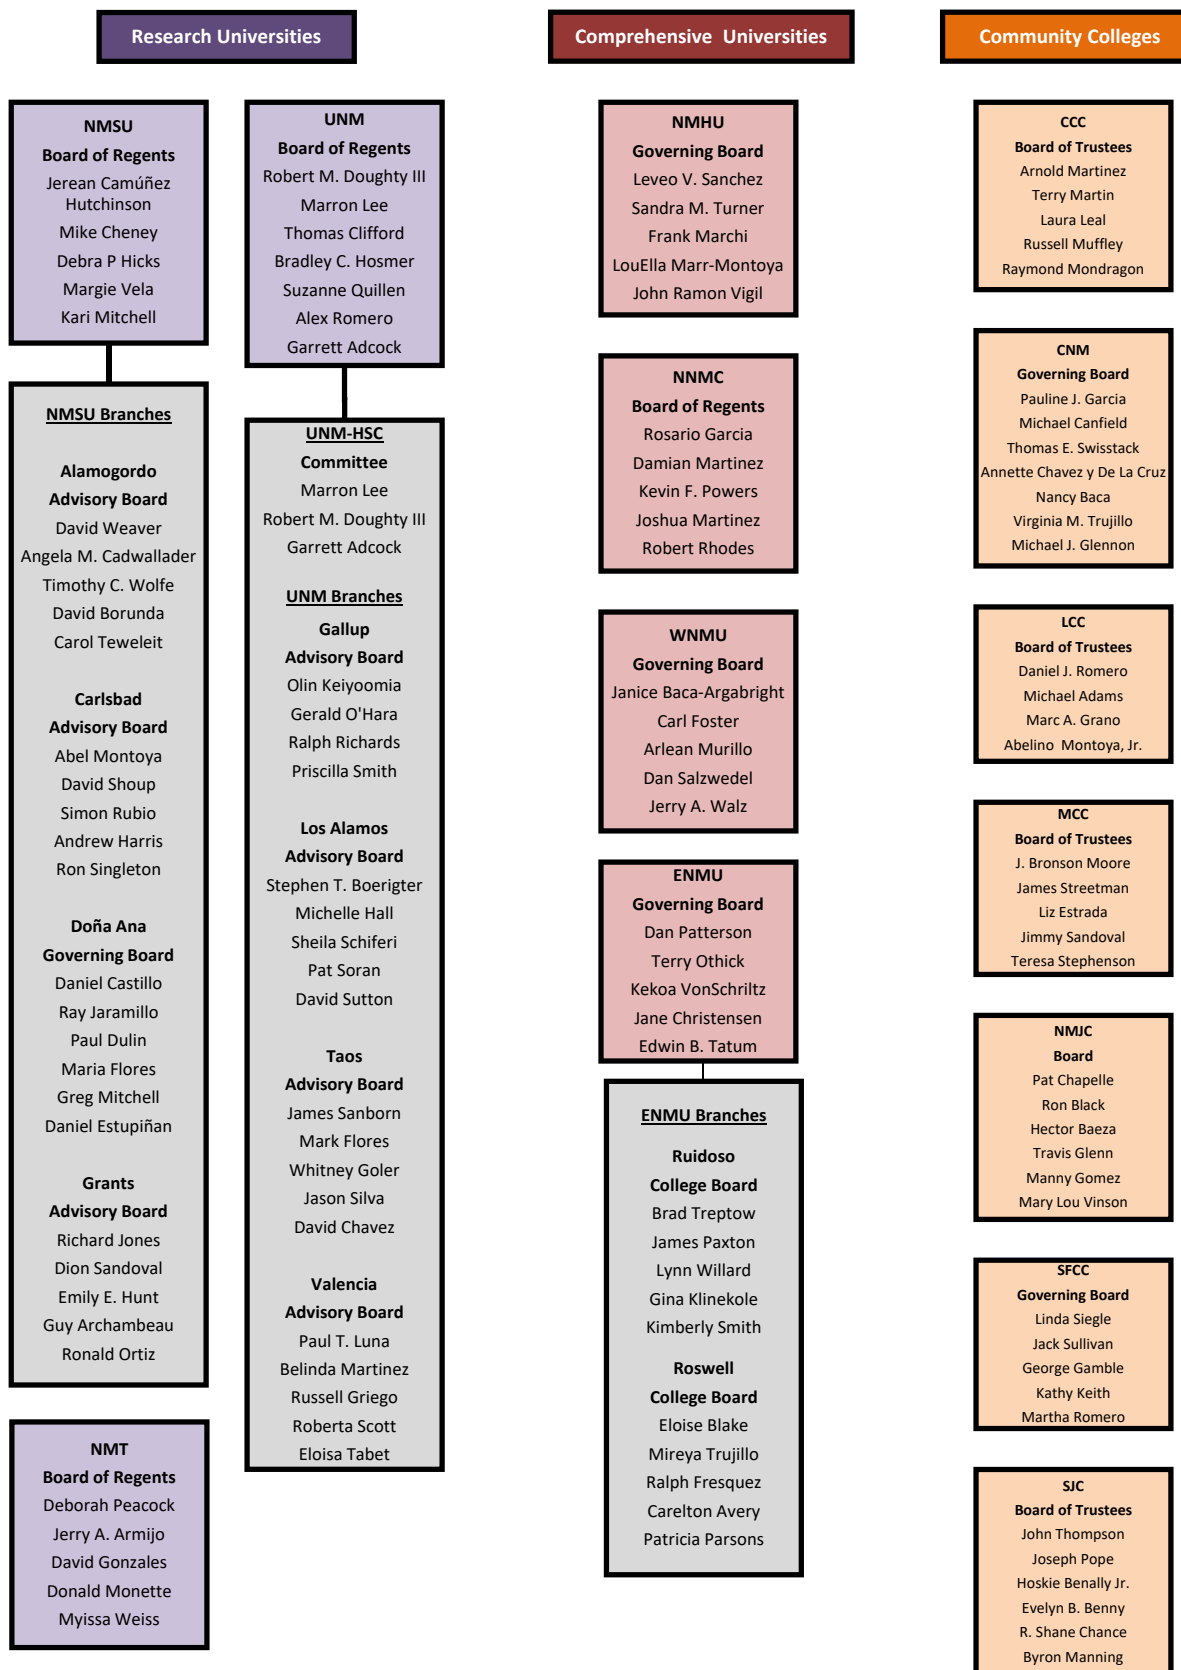 Research Universities
NMSU
Board of Regents
Jerean Camúñez
Hutchinson
Mike Cheney
Debra P Hicks
Margie Vela
Kari Mitchell
NMSU Branches
Alamogordo
Advisory Board
David Weaver
Angela M. Cadwallader
Timothy C. Wolfe
David Borunda
Carol Teweleit
Carlsbad
Advisory Board
Abel Montoya
David Shoup
Simon Rubio
Andrew Harris
Ron Singleton
Doña Ana
Governing Board
Daniel Castillo
Ray Jaramillo
Paul Dulin
Maria Flores
Greg Mitchell
Daniel Estupiñan
Grants
Advisory Board
Richard Jones
Dion Sandoval
Emily E. Hunt
Guy Archambeau
Ronald Ortiz
NMT
Board of Regents
Deborah Peacock
Jerry A. Armijo
David Gonzales
Donald Monette
Myissa Weiss
UNM
Board of Regents
Robert M. Doughty III
Marron Lee
Thomas Clifford
Bradley C. Hosmer
Suzanne Quillen
Alex Romero
Garrett Adcock
UNM-HSC
Committee
Marron Lee
Robert M. Doughty III
Garrett Adcock
UNM Branches
Gallup
Advisory Board
Olin Keiyoomia
Gerald O'Hara
Ralph Richards
Priscilla Smith
Los Alamos
Advisory Board
Stephen T. Boerigter
Michelle Hall
Sheila Schiferi
Pat Soran
David Sutton
Taos
Advisory Board
James Sanborn
Mark Flores
Whitney Goler
Jason Silva
David Chavez
Valencia
Advisory Board
Paul T. Luna
Belinda Martinez
Russell Griego
Roberta Scott
Eloisa Tabet
Comprehensive  Universities
NMHU
Governing Board
Leveo V. Sanchez
Sandra M. Turner
Frank Marchi
LouElla Marr-Montoya
John Ramon Vigil
NNMC
Board of Regents
Rosario Garcia
Damian Martinez
Kevin F. Powers
Joshua Martinez
Robert Rhodes
WNMU
Governing Board
Janice Baca-Argabright
Carl Foster
Arlean Murillo
Dan Salzwedel
Jerry A. Walz
ENMU
Governing Board
Dan Patterson
Terry Othick
Kekoa VonSchriltz
Jane Christensen
Edwin B. Tatum
ENMU Branches
Ruidoso
College Board
Brad Treptow
James Paxton
Lynn Willard
Gina Klinekole
Kimberly Smith
Roswell
College Board
Eloise Blake
Mireya Trujillo
Ralph Fresquez
Carelton Avery
Patricia Parsons
Community Colleges
CCC
Board of Trustees
Arnold Martinez
Terry Martin
Laura Leal
Russell Muffley
Raymond Mondragon
CNM
Governing Board
Pauline J. Garcia
Michael Canfield
Thomas E. Swisstack
Annette Chavez y De La Cruz
Nancy Baca
Virginia M. Trujillo
Michael J. Glennon
LCC
Board of Trustees
Daniel J. Romero
Michael Adams
Marc A. Grano
Abelino  Montoya, Jr.
MCC
Board of Trustees
J. Bronson Moore
James Streetman
Liz Estrada
Jimmy Sandoval
Teresa Stephenson
NMJC
Board
Pat Chapelle
Ron Black
Hector Baeza
Travis Glenn
Manny Gomez
Mary Lou Vinson
SFCC
Governing Board
Linda Siegle
Jack Sullivan
George Gamble
Kathy Keith
Martha Romero
SJC
Board of Trustees
John Thompson
Joseph Pope
Hoskie Benally Jr.
Evelyn B. Benny
R. Shane Chance
Byron Manning